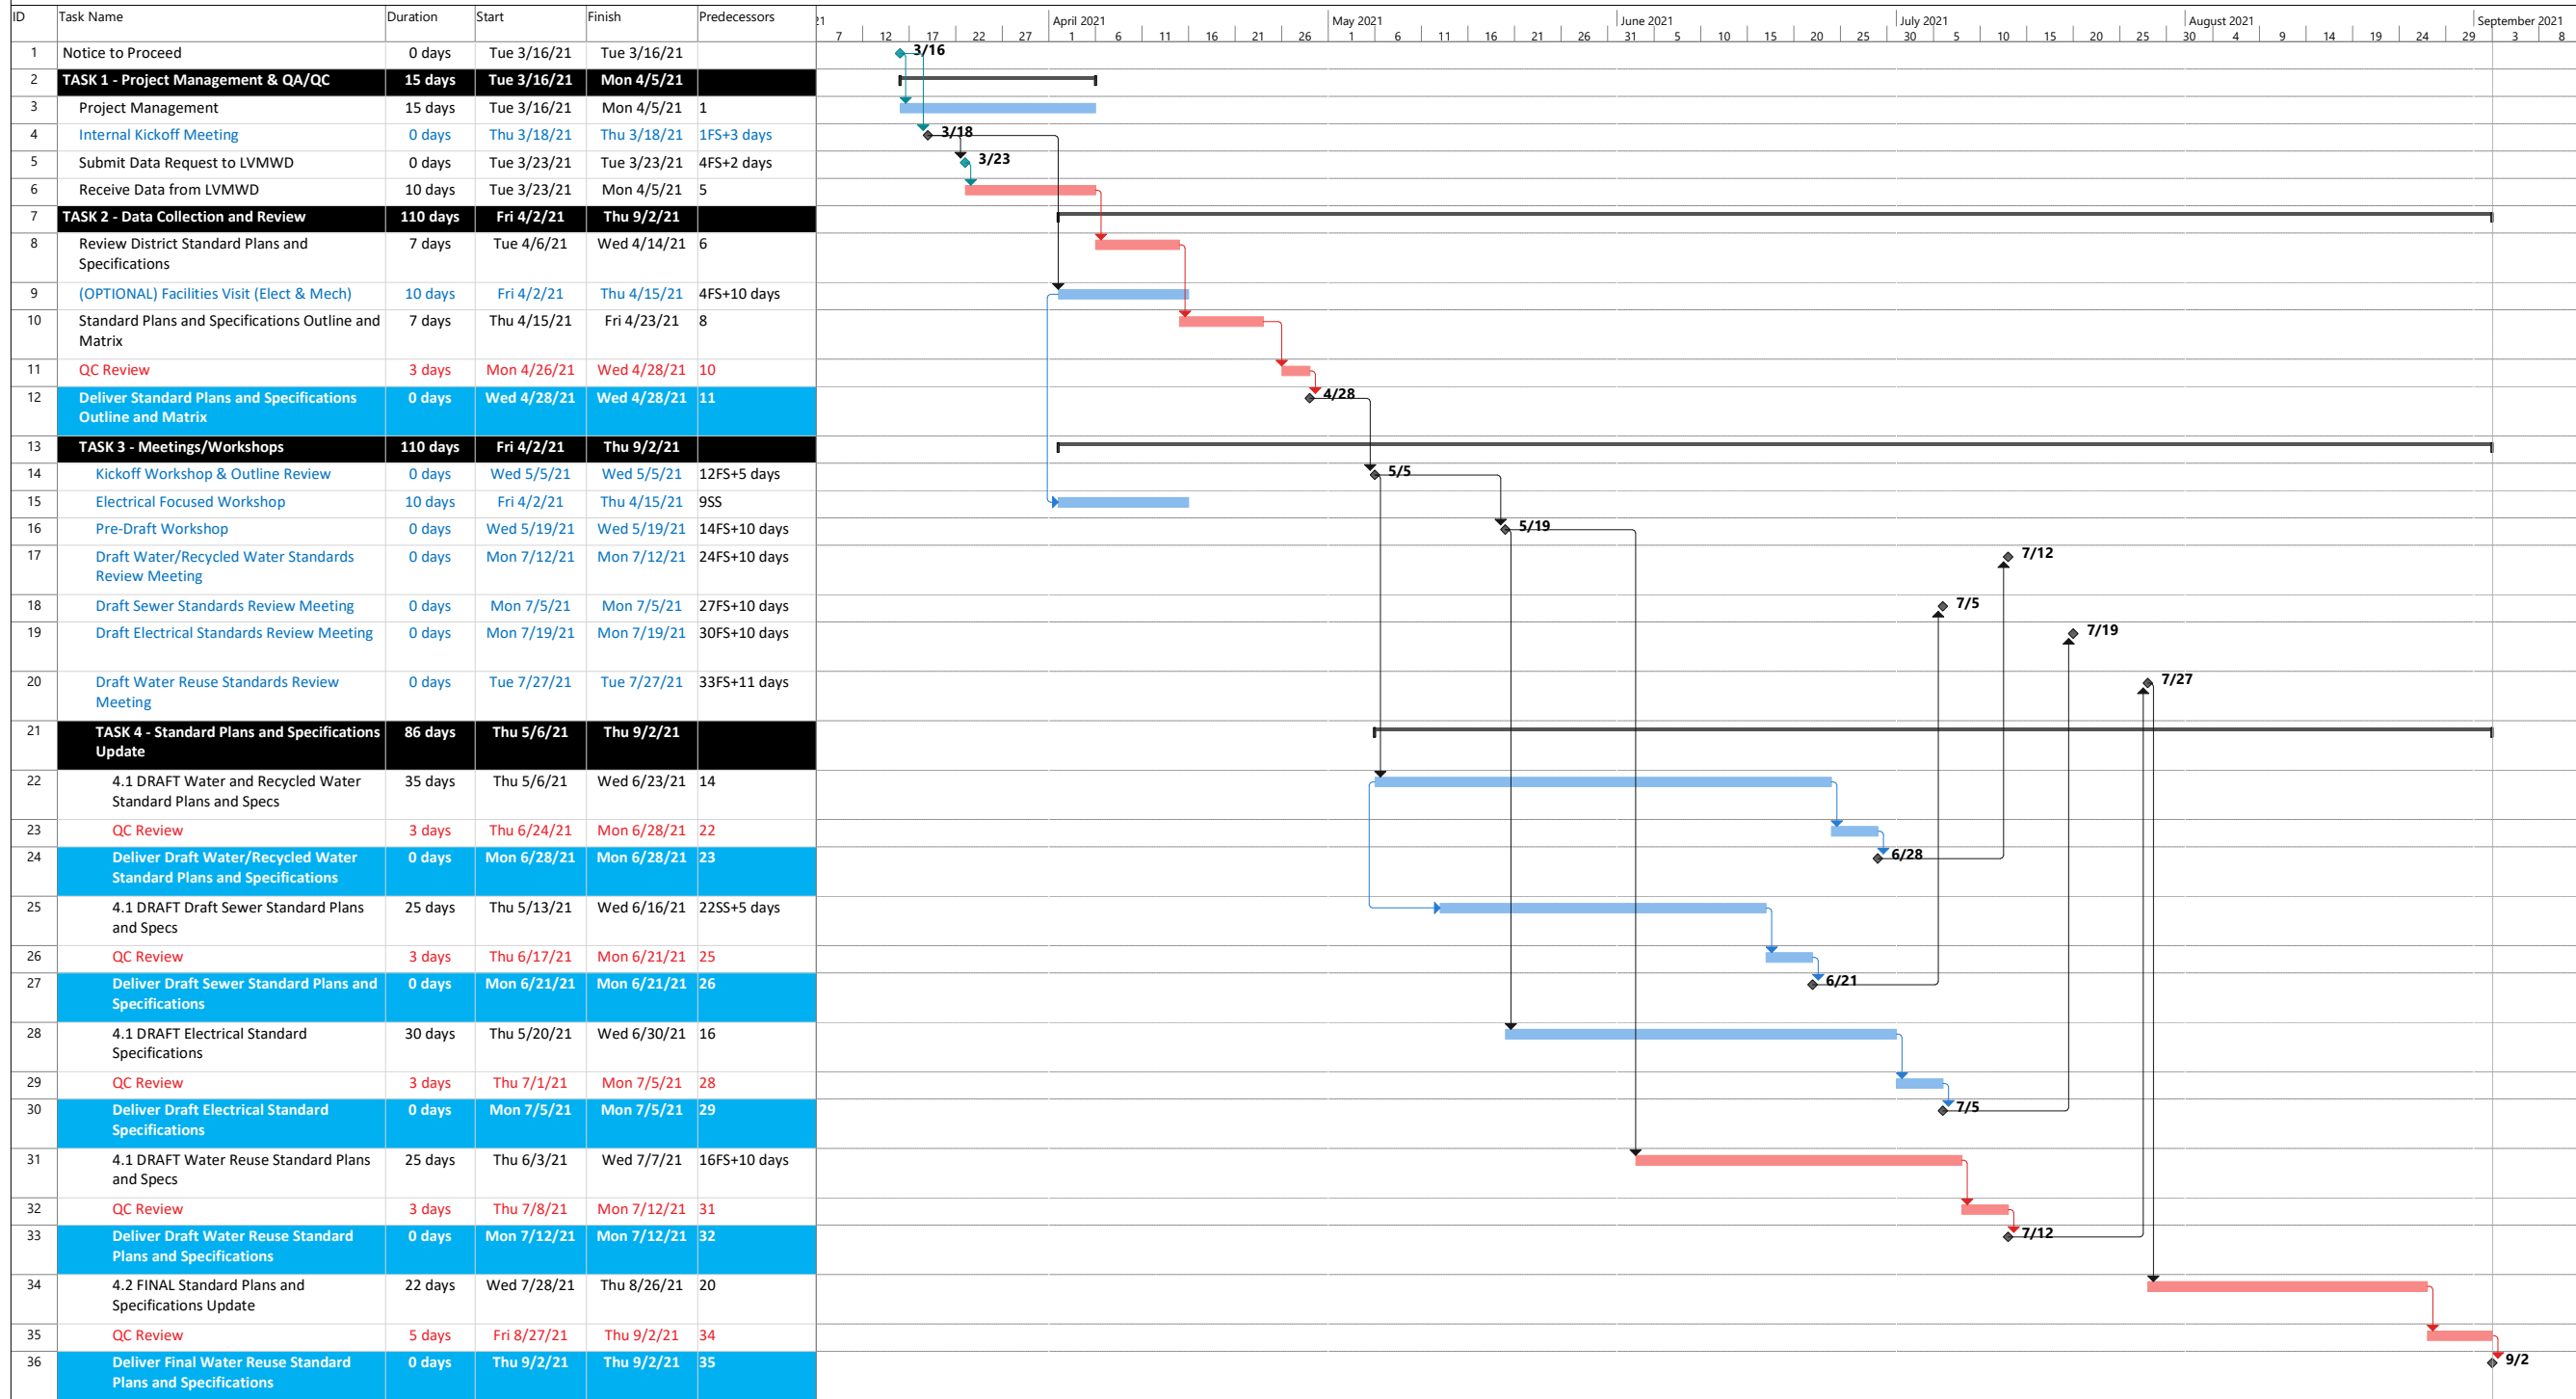 ID Task Name Duration Start Finish Predecessors
21 April 2021 May 2021 June 2021 July 2021 August 2021 September 2021
7 12 17 22 27 1 6 11 16 21 26 1 6 11 16 21 26 31 5 10 15 20 25 30 5 10 15 20 25 30 4 9 14 19 24 29 3 8
1 Notice to Proceed 0 days Tue 3/16/21 Tue 3/16/21 3/16
2 TASK 1 - Project Management & QA/QC 15 days Tue 3/16/21 Mon 4/5/21
3 Project Management 15 days Tue 3/16/21 Mon 4/5/21 1
4 Internal Kickoff Meeting 0 days Thu 3/18/21 Thu 3/18/21 1FS+3 days 3/18
5 Submit Data Request to LVMWD 0 days Tue 3/23/21 Tue 3/23/21 4FS+2 days 3/23
6 Receive Data from LVMWD 10 days Tue 3/23/21 Mon 4/5/21 5
7 TASK 2 - Data Collection and Review 110 days Fri 4/2/21 Thu 9/2/21
8 Review District Standard Plans and 7 days Tue 4/6/21 Wed 4/14/21 6
Specifications
9 (OPTIONAL) Facilities Visit (Elect & Mech) 10 days Fri 4/2/21 Thu 4/15/21 4FS+10 days
10 Standard Plans and Specifications Outline and 7 days Thu 4/15/21 Fri 4/23/21 8
Matrix
11 QC Review 3 days Mon 4/26/21 Wed 4/28/21 10
12 Deliver Standard Plans and Specifications 0 days Wed 4/28/21 Wed 4/28/21 11 4/28
Outline and Matrix
13 TASK 3 - Meetings/Workshops 110 days Fri 4/2/21 Thu 9/2/21
14 Kickoff Workshop & Outline Review 0 days Wed 5/5/21 Wed 5/5/21 12FS+5 days 5/5
15 Electrical Focused Workshop 10 days Fri 4/2/21 Thu 4/15/21 9SS
16 Pre-Draft Workshop 0 days Wed 5/19/21 Wed 5/19/21 14FS+10 days 5/19
17 Draft Water/Recycled Water Standards 0 days Mon 7/12/21 Mon 7/12/21 24FS+10 days 7/12
Review Meeting
18 Draft Sewer Standards Review Meeting 0 days Mon 7/5/21 Mon 7/5/21 27FS+10 days 7/5
19 Draft Electrical Standards Review Meeting 0 days Mon 7/19/21 Mon 7/19/21 30FS+10 days 7/19
20 Draft Water Reuse Standards Review 0 days Tue 7/27/21 Tue 7/27/21 33FS+11 days 7/27
Meeting
21 TASK 4 - Standard Plans and Specifications 86 days Thu 5/6/21 Thu 9/2/21
Update
22 4.1 DRAFT Water and Recycled Water 35 days Thu 5/6/21 Wed 6/23/21 14
Standard Plans and Specs
23 QC Review 3 days Thu 6/24/21 Mon 6/28/21 22
24 Deliver Draft Water/Recycled Water 0 days Mon 6/28/21 Mon 6/28/21 23 6/28
Standard Plans and Specifications
25 4.1 DRAFT Draft Sewer Standard Plans 25 days Thu 5/13/21 Wed 6/16/21 22SS+5 days
and Specs
26 QC Review 3 days Thu 6/17/21 Mon 6/21/21 25
27 Deliver Draft Sewer Standard Plans and 0 days Mon 6/21/21 Mon 6/21/21 26 6/21
Specifications
28 4.1 DRAFT Electrical Standard 30 days Thu 5/20/21 Wed 6/30/21 16
Specifications
29 QC Review 3 days Thu 7/1/21 Mon 7/5/21 28
30 Deliver Draft Electrical Standard 0 days Mon 7/5/21 Mon 7/5/21 29 7/5
Specifications
31 4.1 DRAFT Water Reuse Standard Plans 25 days Thu 6/3/21 Wed 7/7/21 16FS+10 days
and Specs
32 QC Review 3 days Thu 7/8/21 Mon 7/12/21 31
33 Deliver Draft Water Reuse Standard 0 days Mon 7/12/21 Mon 7/12/21 32 7/12
Plans and Specifications
34 4.2 FINAL Standard Plans and 22 days Wed 7/28/21 Thu 8/26/21 20
Specifications Update
35 QC Review 5 days Fri 8/27/21 Thu 9/2/21 34
36 Deliver Final Water Reuse Standard 0 days Thu 9/2/21 Thu 9/2/21 35 9/2
Plans and Specifications